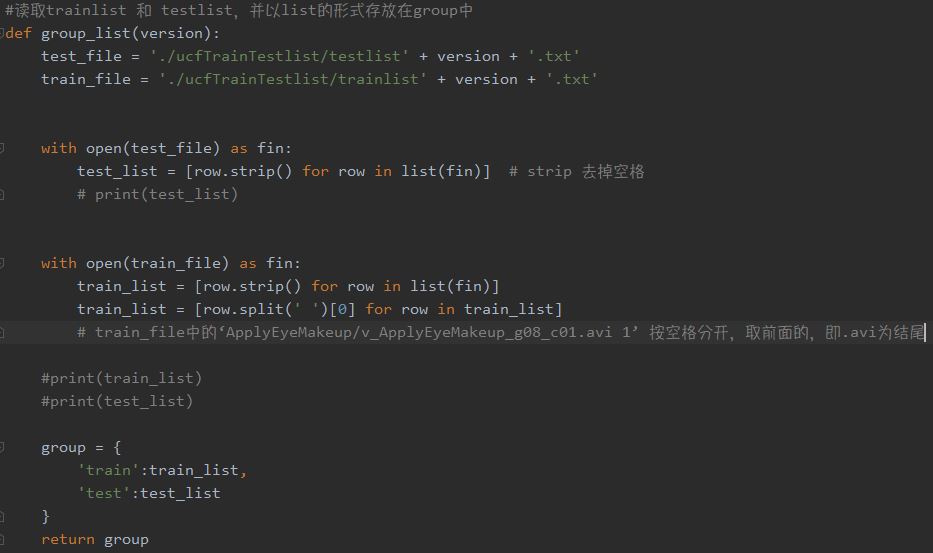 #读取trainlist 和 testlist，并以list的形式存放在group中
def group_list(version):
    test_file = './ucfTrainTestlist/testlist' + version + '.txt'
    train_file = './ucfTrainTestlist/trainlist' + version + '.txt'
    with open(test_file) as fin:
        test_list = [row.strip() for row in list(fin)]  # strip 去掉空格
        # print(test_list)
    with open(train_file) as fin:
        train_list = [row.strip() for row in list(fin)]
        train_list = [row.split(' ')[0] for row in train_list]
        # train_file中的‘ApplyEyeMakeup/v_ApplyEyeMakeup_g08_c01.avi 1’ 按空格分开，取前面的，即.avi为结尾
    #print(train_list)
    #print(test_list)
    group = {
        'train':train_list,
        'test':test_list
    }
    return group